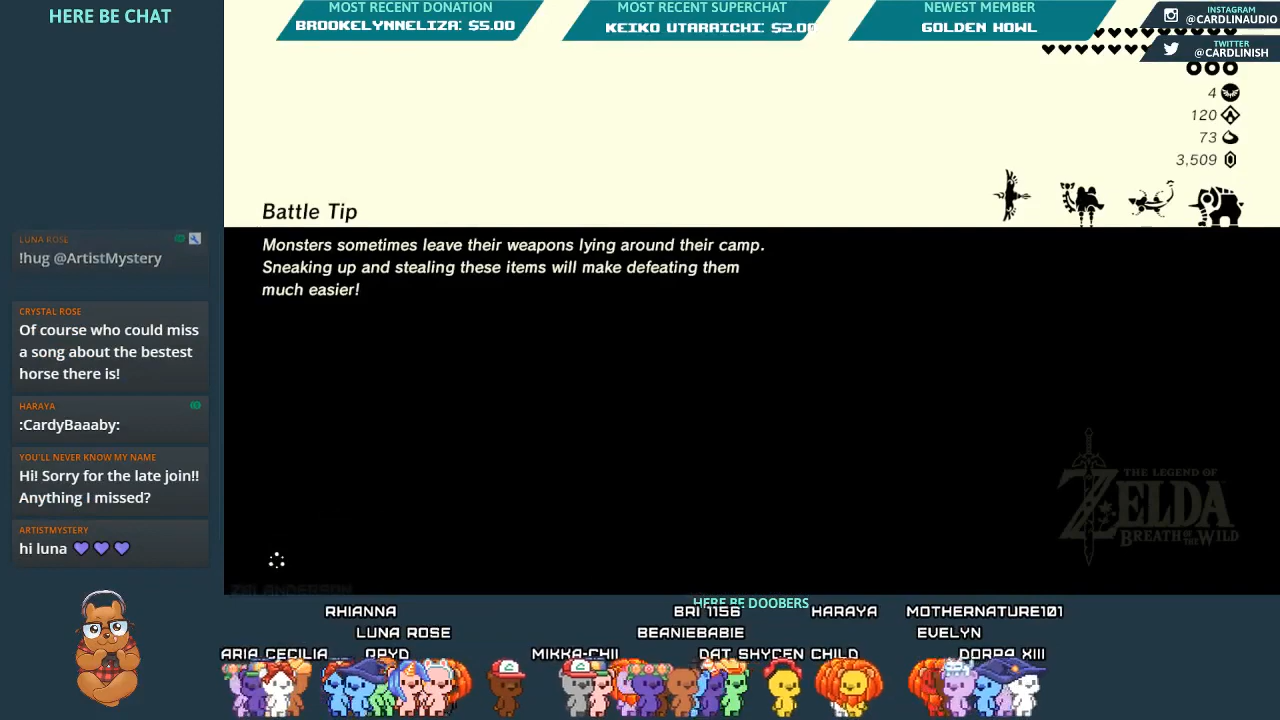 HERE BE CHAT
MOST RECENT DONATION
BROOKELYNNELIZA: $5.00
MOST RECENT SUPERCHAT
KEIKO UTARAICHI: $2.00
NEWEST MEMBER
GOLDEN HOWL
INSTAGRAM
@CARDLINAUDIO
TWITTER
@CARDLINISH
4
120
73
3,509
Battle Tip
Monsters sometimes leave their weapons lying around their camp.
Sneaking up and stealing these items will make defeating them
much easier!
LUNA ROSE
!hug @ArtistMystery
CRYSTAL ROSE
Of course who could miss
a song about the bestest
horse there is!
HARAYA
:CardyBaaaby:
YOU'LL NEVER KNOW MY NAME
Hi! Sorry for the late join!!
Anything I missed?
ARTISTMYSTERY
hi luna 💜 💜 💜
THE LEGEND OF
ZELDA
BREATH OF THE WILD
HERE BE DOOBERS
RHIANNA
BRI 1156
HARAYA
MOTHERNATURE101
LUNA ROSE
BEANIEBABIE
EVELYN
ARIA CECILIA
MIKKA-CHII
DAT SHYCEN CHILD
DORPA XIII